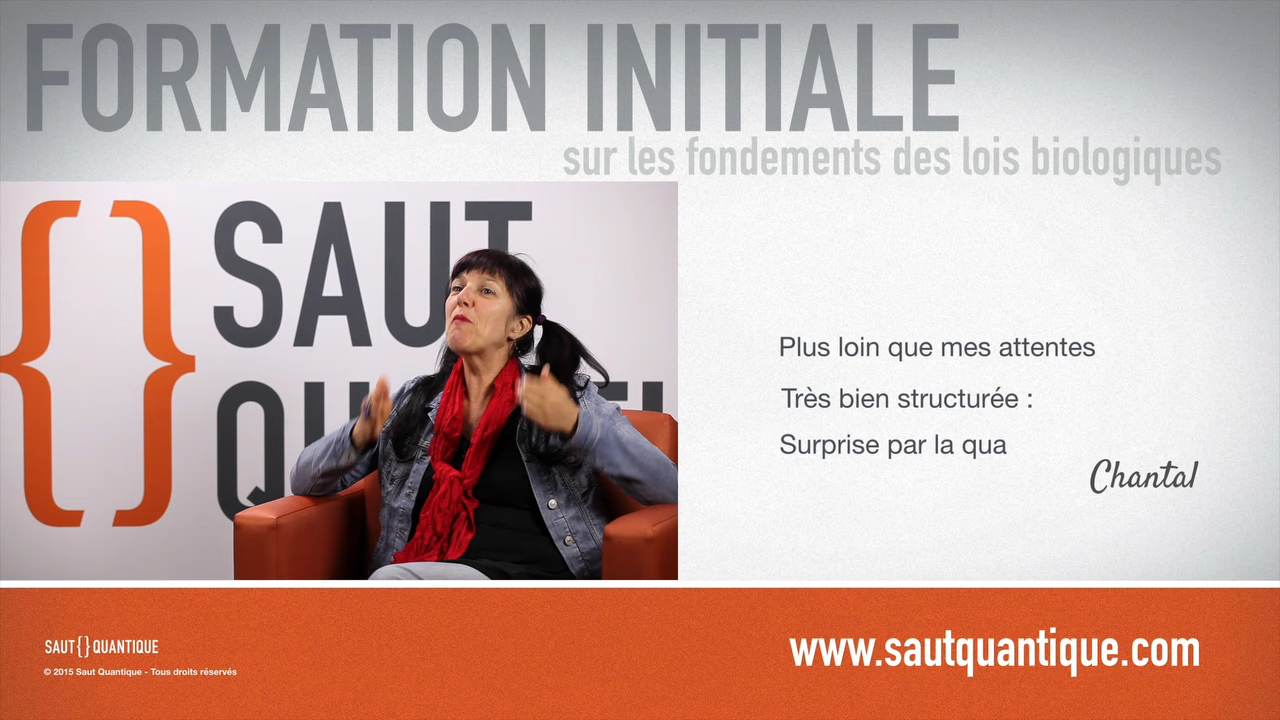 FORMATION INITIALE
sur les fondements des lois biologiques
SAUT
Plus loin que mes attentes
Très bien structurée :
Surprise par la qua
Chantal
SAUT{}QUANTIQUE
© 2015 Saut Quantique - Tous droits réservés
www.sautquantique.com